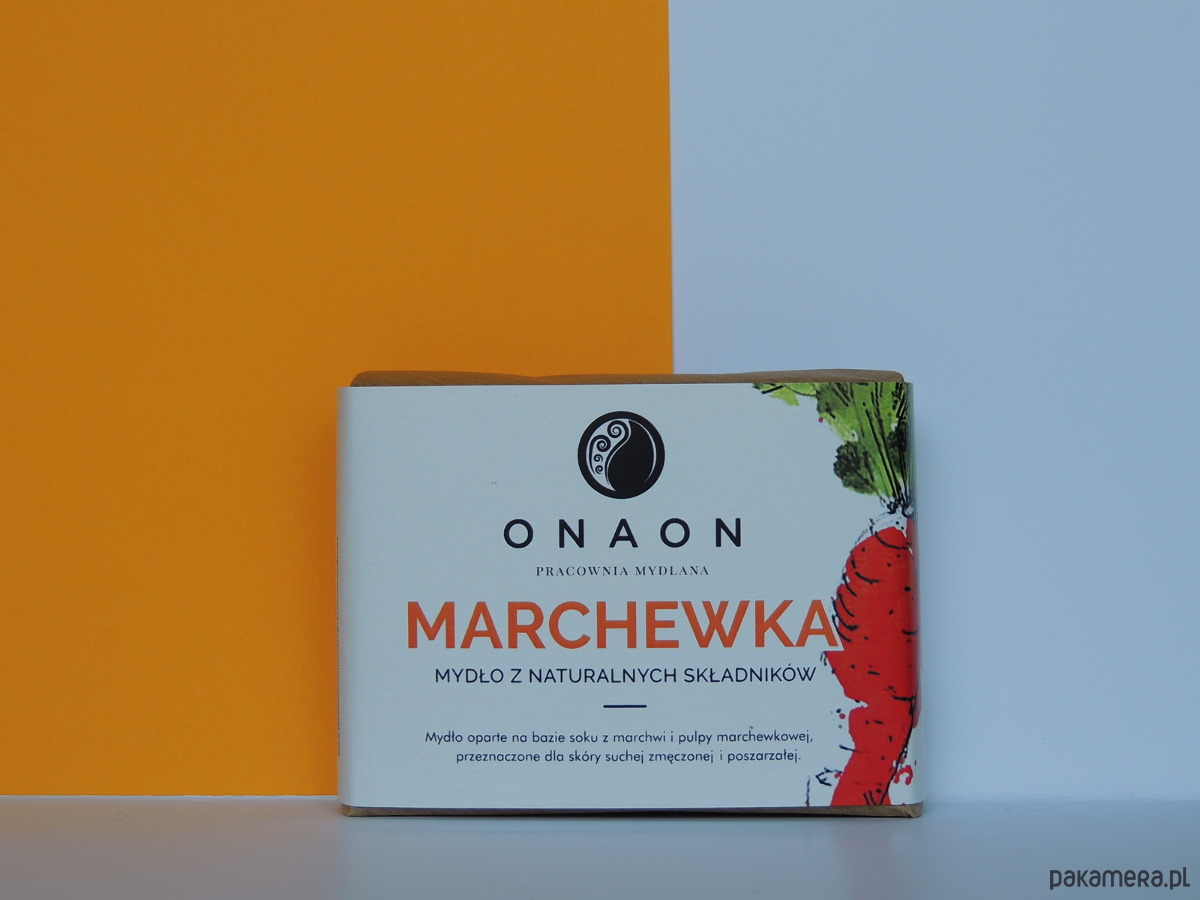 ONAON
PRACOWNIA MYDLANA
MARCHEWKA
MYDŁO Z NATURALNYCH SKŁADNIKÓW
Mydło oparte na bazie soku z marchwi i pulpy marchewkowej,
przeznaczone dla skóry suchej zmęczonej i poszarzałej.
pakamera.pl